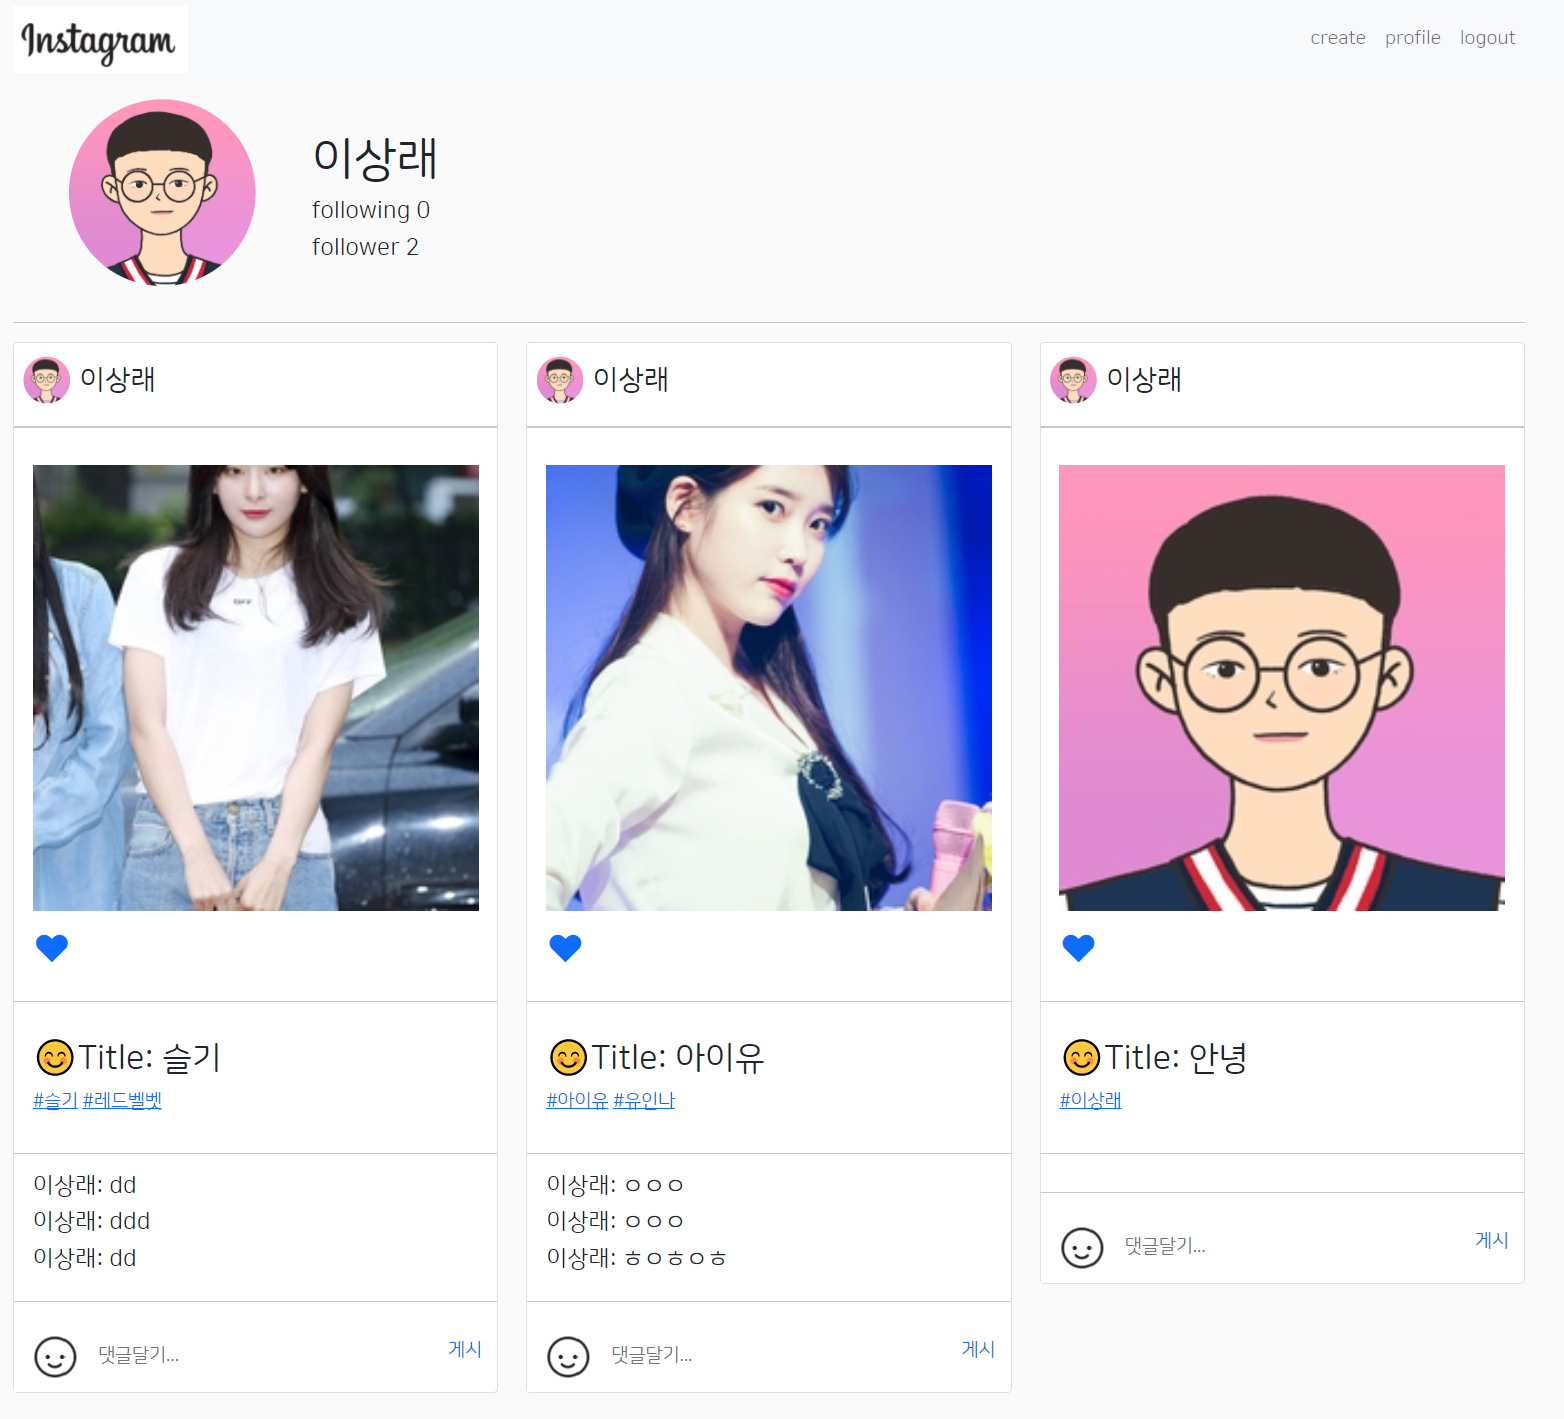 Instagram
create profile logout
이상래
following 0
follower 2
이상래
이상래
이상래
Title: 슬기
#슬기 #레드벨벳
Title: 아이유
#아이유 #유인나
Title: 안녕
#이상래
이상래: dd
이상래: ddd
이상래: dd
이상래: ㅇㅇㅇ
이상래: ㅇㅇㅇ
이상래: ㅎㅇㅎㅇㅎ
댓글달기...
게시
댓글달기...
게시
댓글달기...
게시